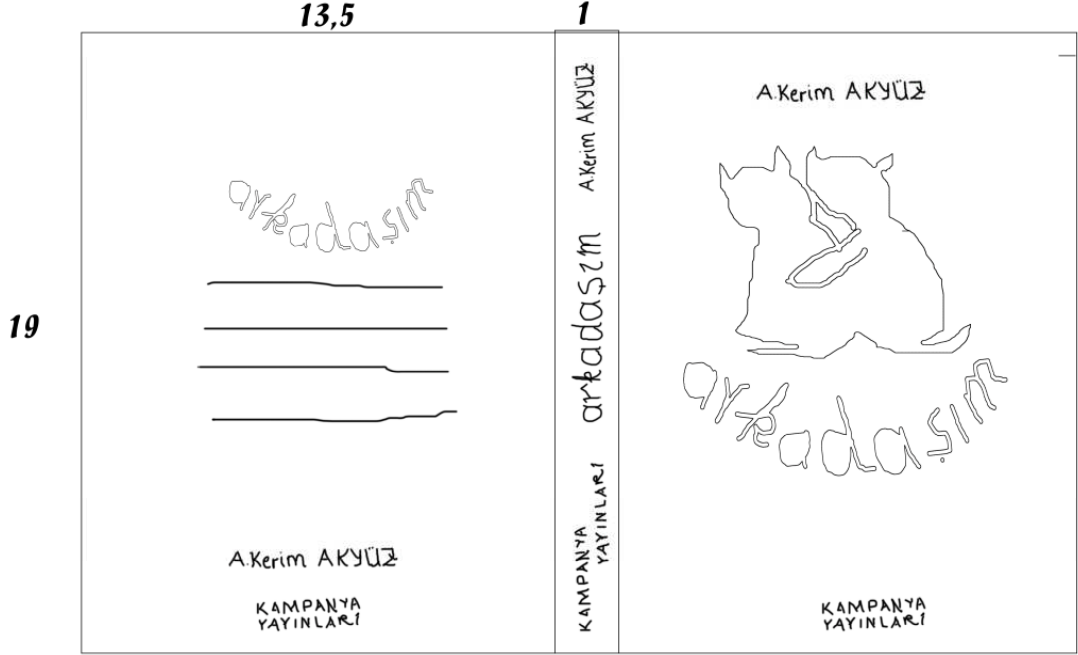 13,5
1
19
arkadaşım
A.Kerim AKYÜZ
KAMPANYA
YAYINLARI
A.Kerim AKYÜZ
arkadaşım
KAMPANYA
YAYINLARI
A.Kerim AKYÜZ
arkadaşım
KAMPANYA
YAYINLARI